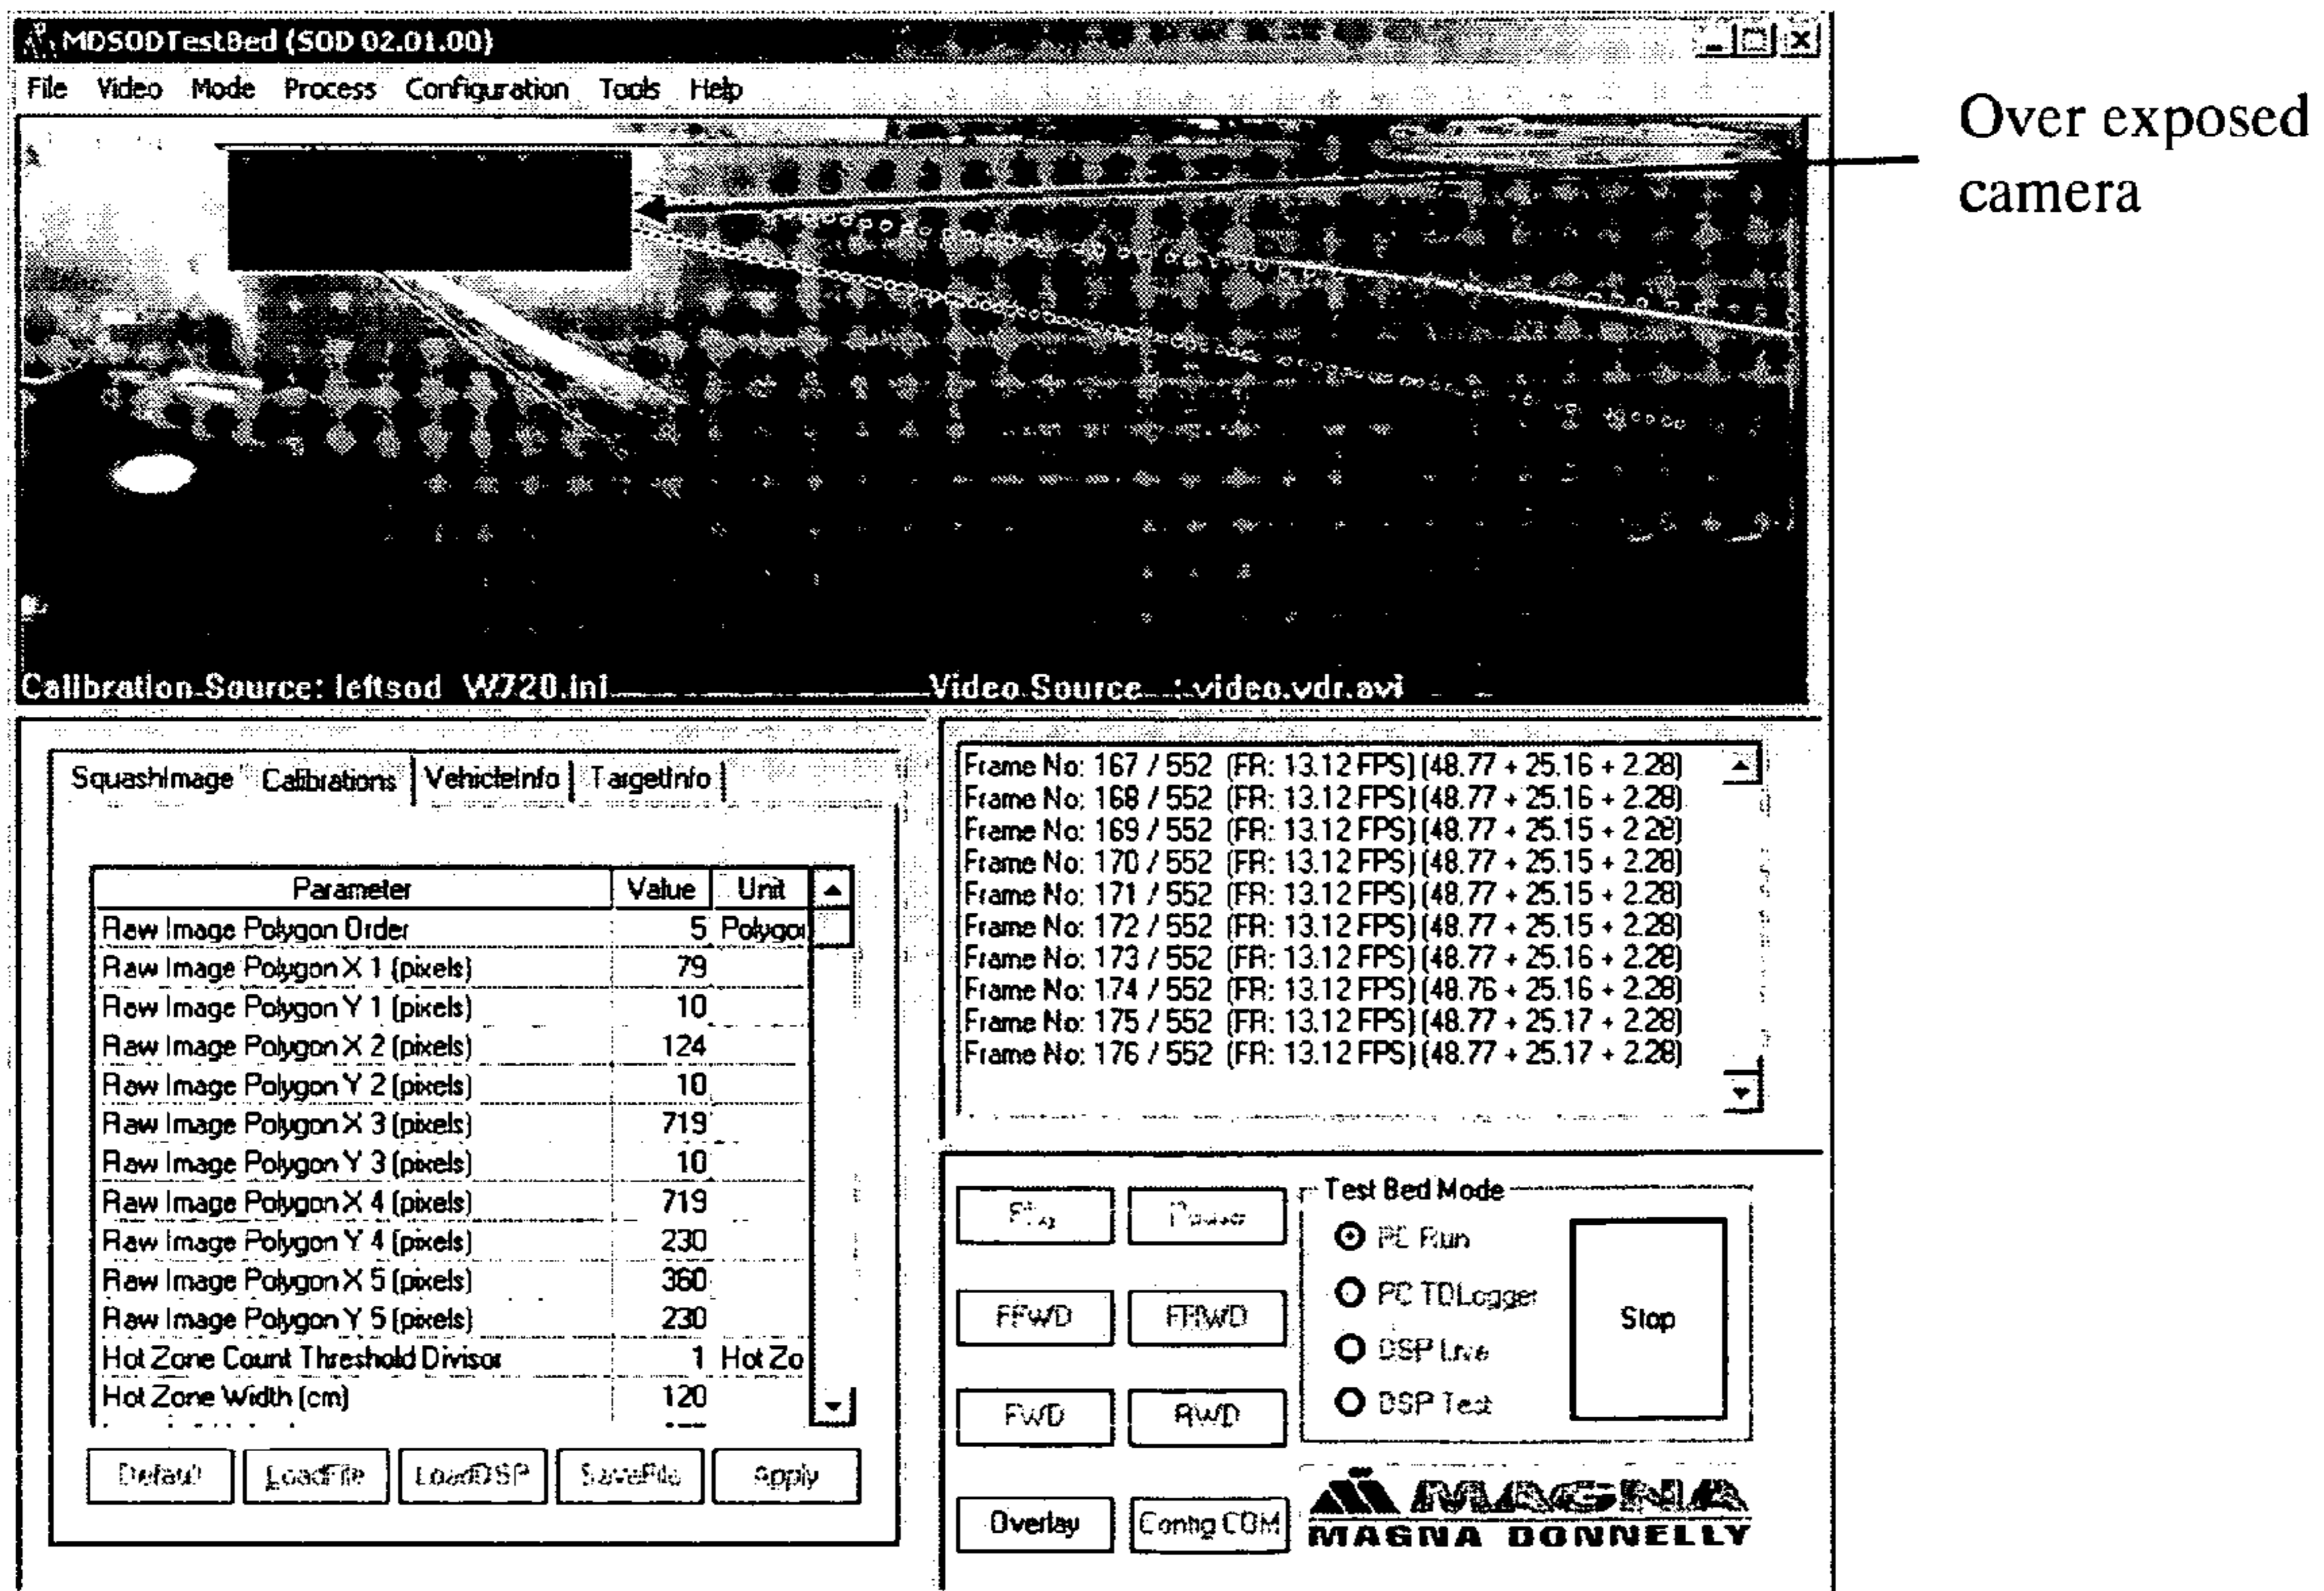 MDSODTestBed (SOD 02.01.00)
File Video Mode Process Configuration Tools Help
Over exposed
camera
Calibration-Source: leftsod W720.ini
Video Source : video.vdr.avi
SquashImage Calibrations VehicleInfo TargetInfo
Parameter Value Unit
Raw Image Polygon Order 5 Polygon
Raw Image Polygon X 1 (pixels) 79
Raw Image Polygon Y 1 (pixels) 10
Raw Image Polygon X 2 (pixels) 124
Raw Image Polygon Y 2 (pixels) 10
Raw Image Polygon X 3 (pixels) 719
Raw Image Polygon Y 3 (pixels) 10
Raw Image Polygon X 4 (pixels) 719
Raw Image Polygon Y 4 (pixels) 230
Raw Image Polygon X 5 (pixels) 360
Raw Image Polygon Y 5 (pixels) 230
Hot Zone Count Threshold Divisor 1 Hot Zo
Hot Zone Width (cm) 120
Default LoadFile LoadDSP SaveFile Apply
Frame No: 167 / 552 (FR: 13.12 FPS) (48.77 + 25.16 + 2.28)
Frame No: 168 / 552 (FR: 13.12 FPS) (48.77 + 25.16 + 2.28)
Frame No: 169 / 552 (FR: 13.12 FPS) (48.77 + 25.15 + 2.28)
Frame No: 170 / 552 (FR: 13.12 FPS) (48.77 + 25.15 + 2.28)
Frame No: 171 / 552 (FR: 13.12 FPS) (48.77 + 25.15 + 2.28)
Frame No: 172 / 552 (FR: 13.12 FPS) (48.77 + 25.15 + 2.28)
Frame No: 173 / 552 (FR: 13.12 FPS) (48.77 + 25.16 + 2.28)
Frame No: 174 / 552 (FR: 13.12 FPS) (48.76 + 25.16 + 2.28)
Frame No: 175 / 552 (FR: 13.12 FPS) (48.77 + 25.17 + 2.28)
Frame No: 176 / 552 (FR: 13.12 FPS) (48.77 + 25.17 + 2.28)
Play Pause
FFWD FRWD
FWD RWD
Overlay Config COM
Test Bed Mode
PC Run
PC TDLogger
DSP Live
DSP Test
Stop
MAGNA
MAGNA DONNELLY